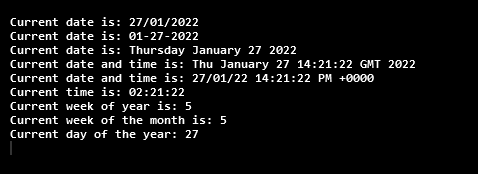 Current date is: 27/01/2022
Current date is: 01-27-2022
Current date is: Thursday January 27 2022
Current date and time is: Thu January 27 14:21:22 GMT 2022
Current date and time is: 27/01/22 14:21:22 PM +0000
Current time is: 02:21:22
Current week of year is: 5
Current week of the month is: 5
Current day of the year: 27